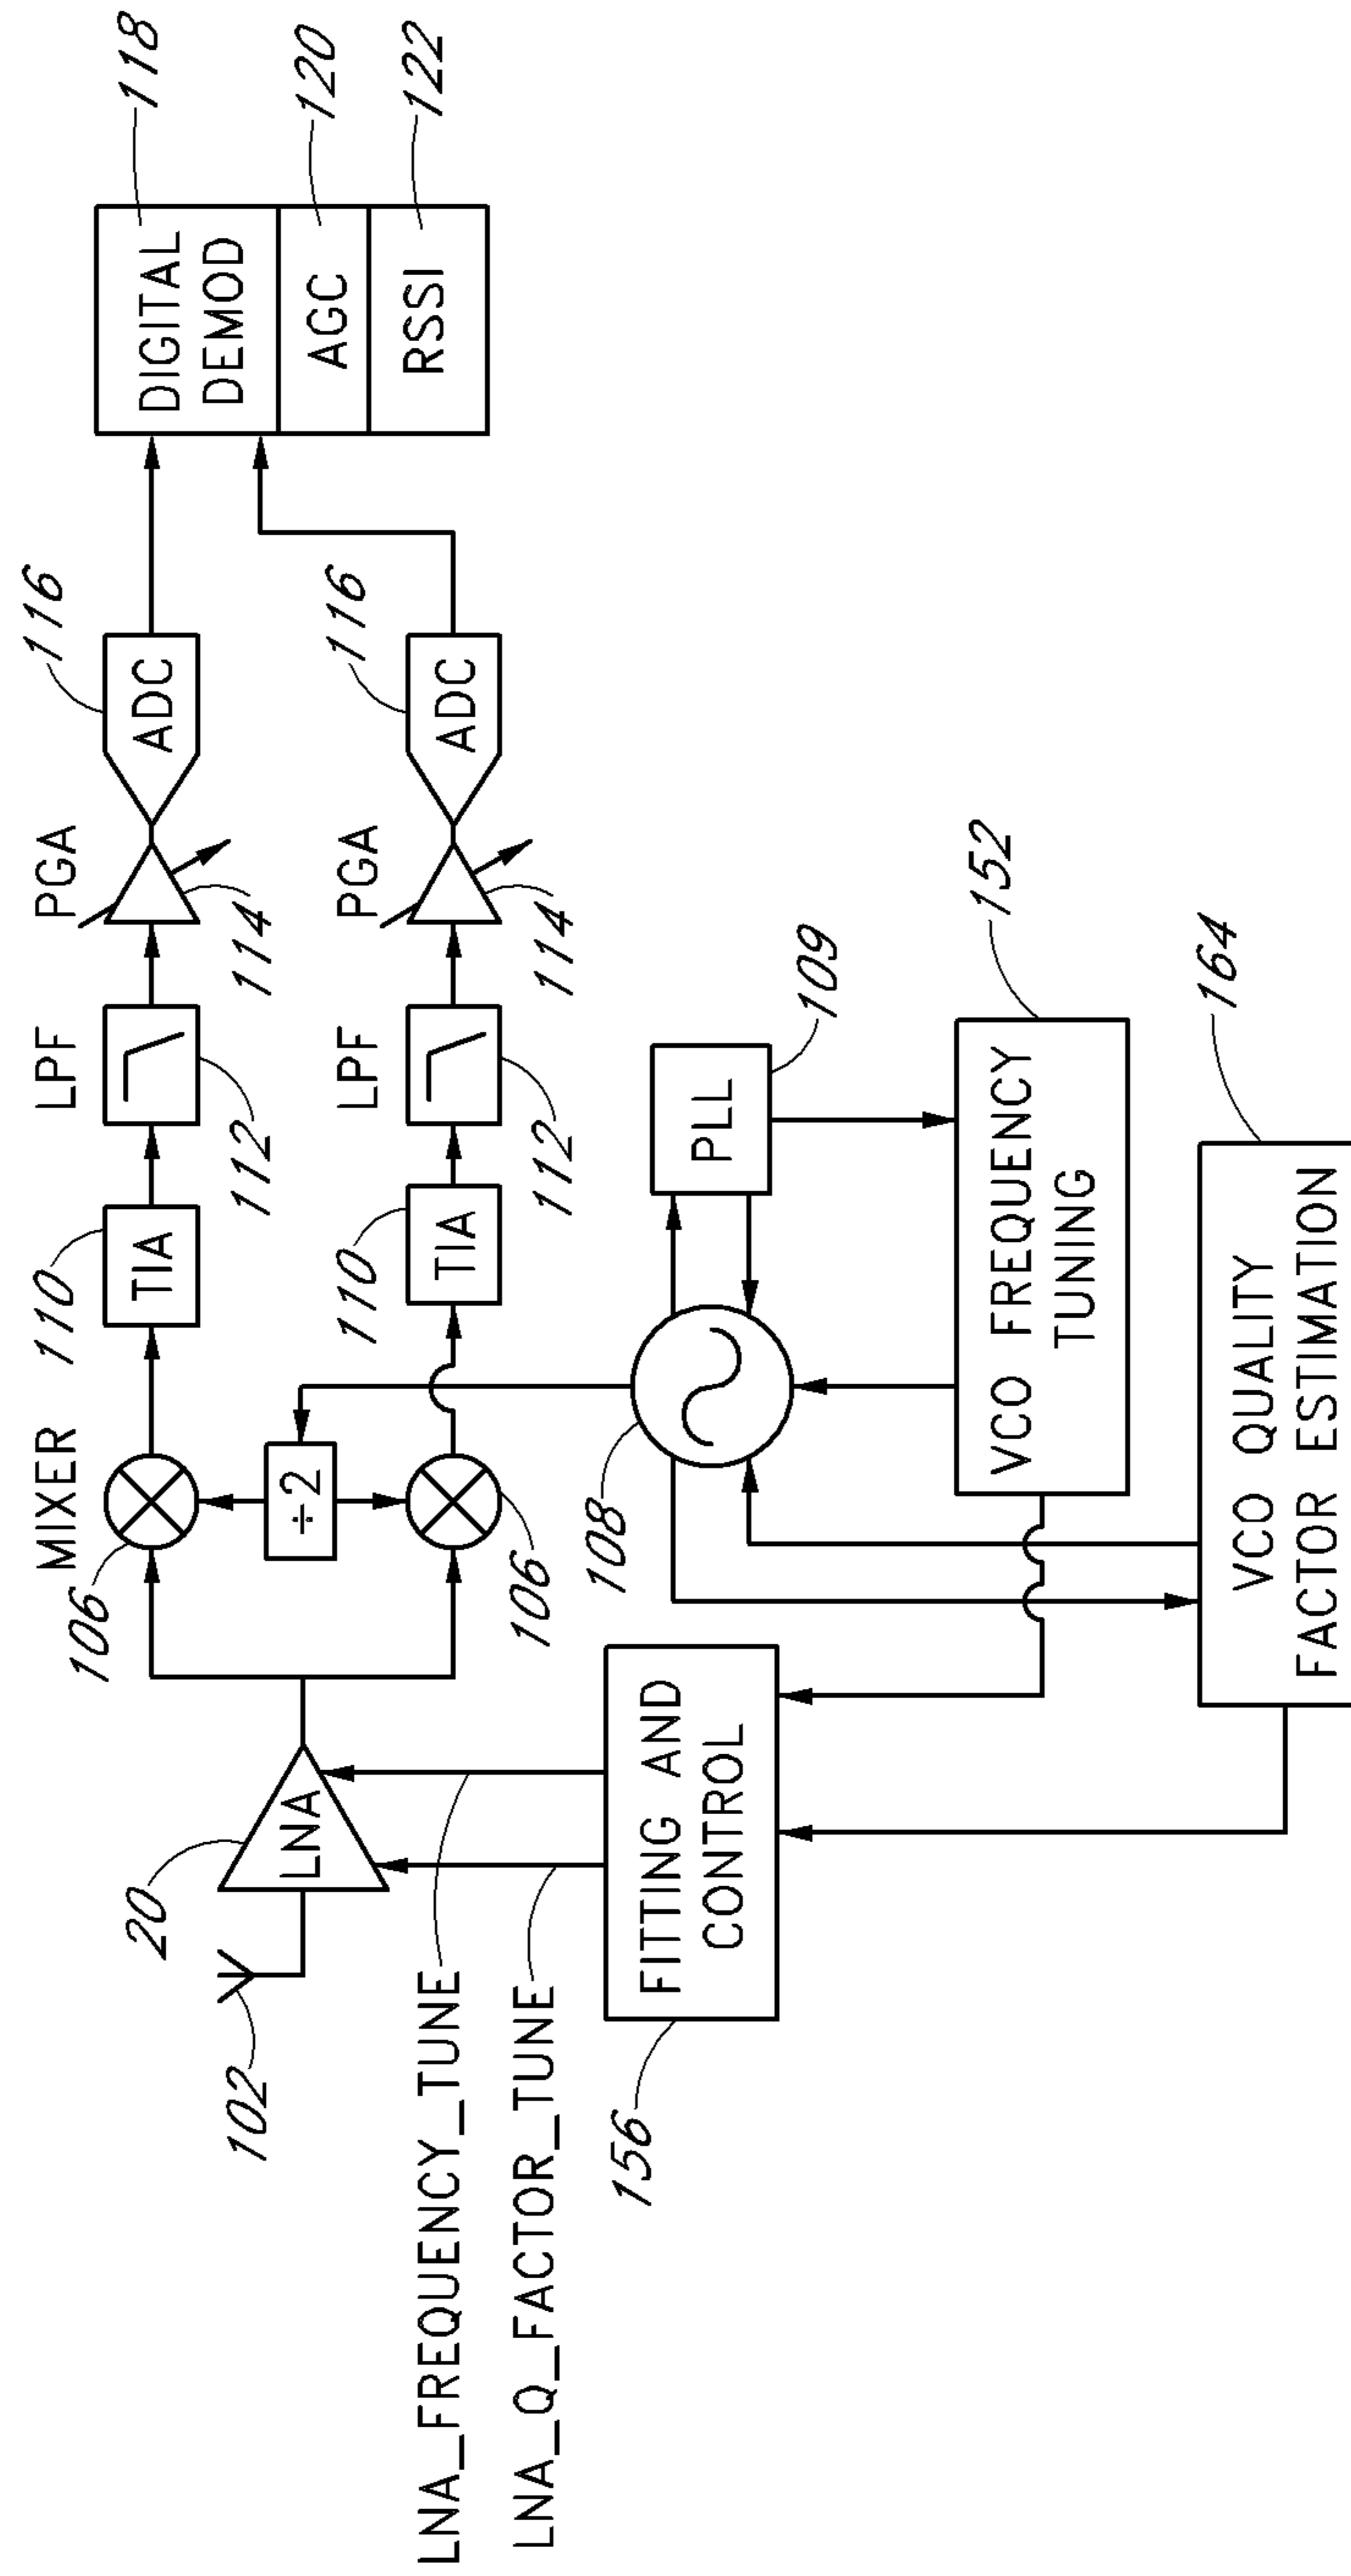 118
120
122
DIGITAL
DEMOD
AGC
RSSI
116
116
ADC
ADC
PGA
PGA
114
114
LPF
LPF
112
112
110
110
TIA
TIA
MIXER
106
106
÷2
20
LNA
102
LNA_FREQUENCY_TUNE
LNA_Q_FACTOR_TUNE
108
PLL
109
152
VCO FREQUENCY
TUNING
FITTING AND
CONTROL
156
164
VCO QUALITY
FACTOR ESTIMATION